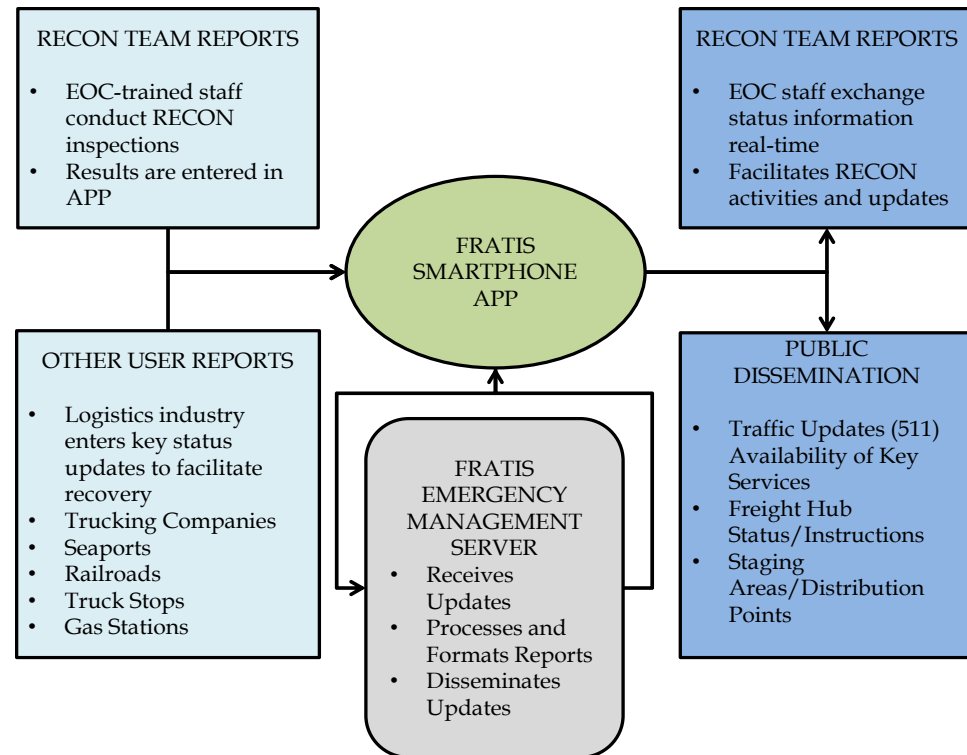 RECON TEAM REPORTS
• EOC-trained staff
conduct RECON
inspections
• Results are entered in
APP
OTHER USER REPORTS
• Logistics industry
enters key status
updates to facilitate
recovery
• Trucking Companies
• Seaports
• Railroads
• Truck Stops
• Gas Stations
FRATIS
SMARTPHONE
APP
FRATIS
EMERGENCY
MANAGEMENT
SERVER
• Receives
Updates
• Processes and
Formats Reports
• Disseminates
Updates
RECON TEAM REPORTS
• EOC staff exchange
status information
real-time
• Facilitates RECON
activities and updates
PUBLIC
DISSEMINATION
• Traffic Updates (511)
Availability of Key
Services
• Freight Hub
Status/Instructions
• Staging
Areas/Distribution
Points